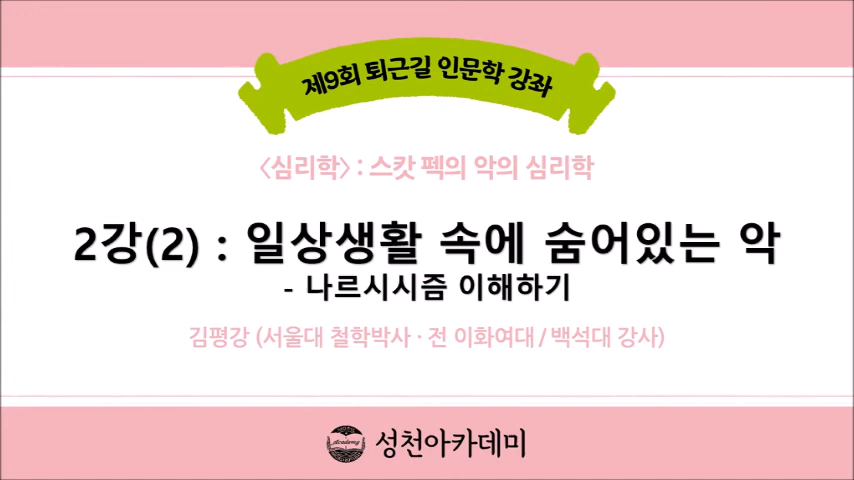 제9회 퇴근길 인문학 강좌
<심리학> : 스캇 펙의 악의 심리학
2강(2) : 일상생활 속에 숨어있는 악
- 나르시시즘 이해하기
김평강 (서울대 철학박사 · 전 이화여대 / 백석대 강사)
Academy
성천아카데미